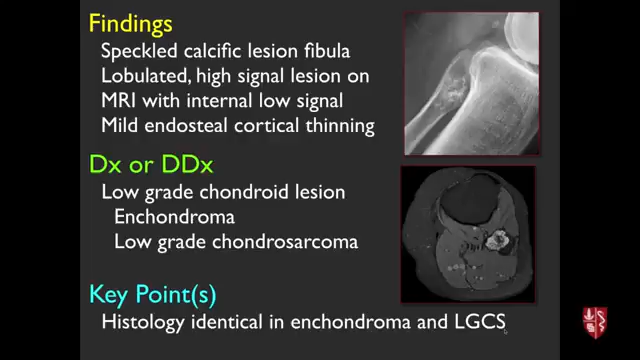 Findings
Speckled calcific lesion fibula
Lobulated, high signal lesion on
MRI with internal low signal
Mild endosteal cortical thinning
Dx or DDx
Low grade chondroid lesion
Enchondroma
Low grade chondrosarcoma
Key Point(s)
Histology identical in enchondroma and LGCS